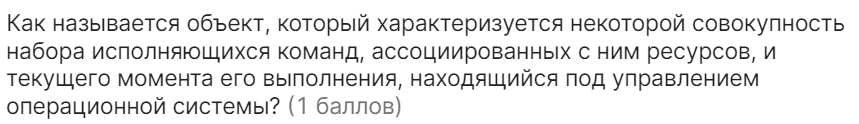 Как называется объект, который характеризуется некоторой совокупность
набора исполняющихся команд, ассоциированных с ним ресурсов, и
текущего момента его выполнения, находящийся под управлением
операционной системы? (1 баллов)